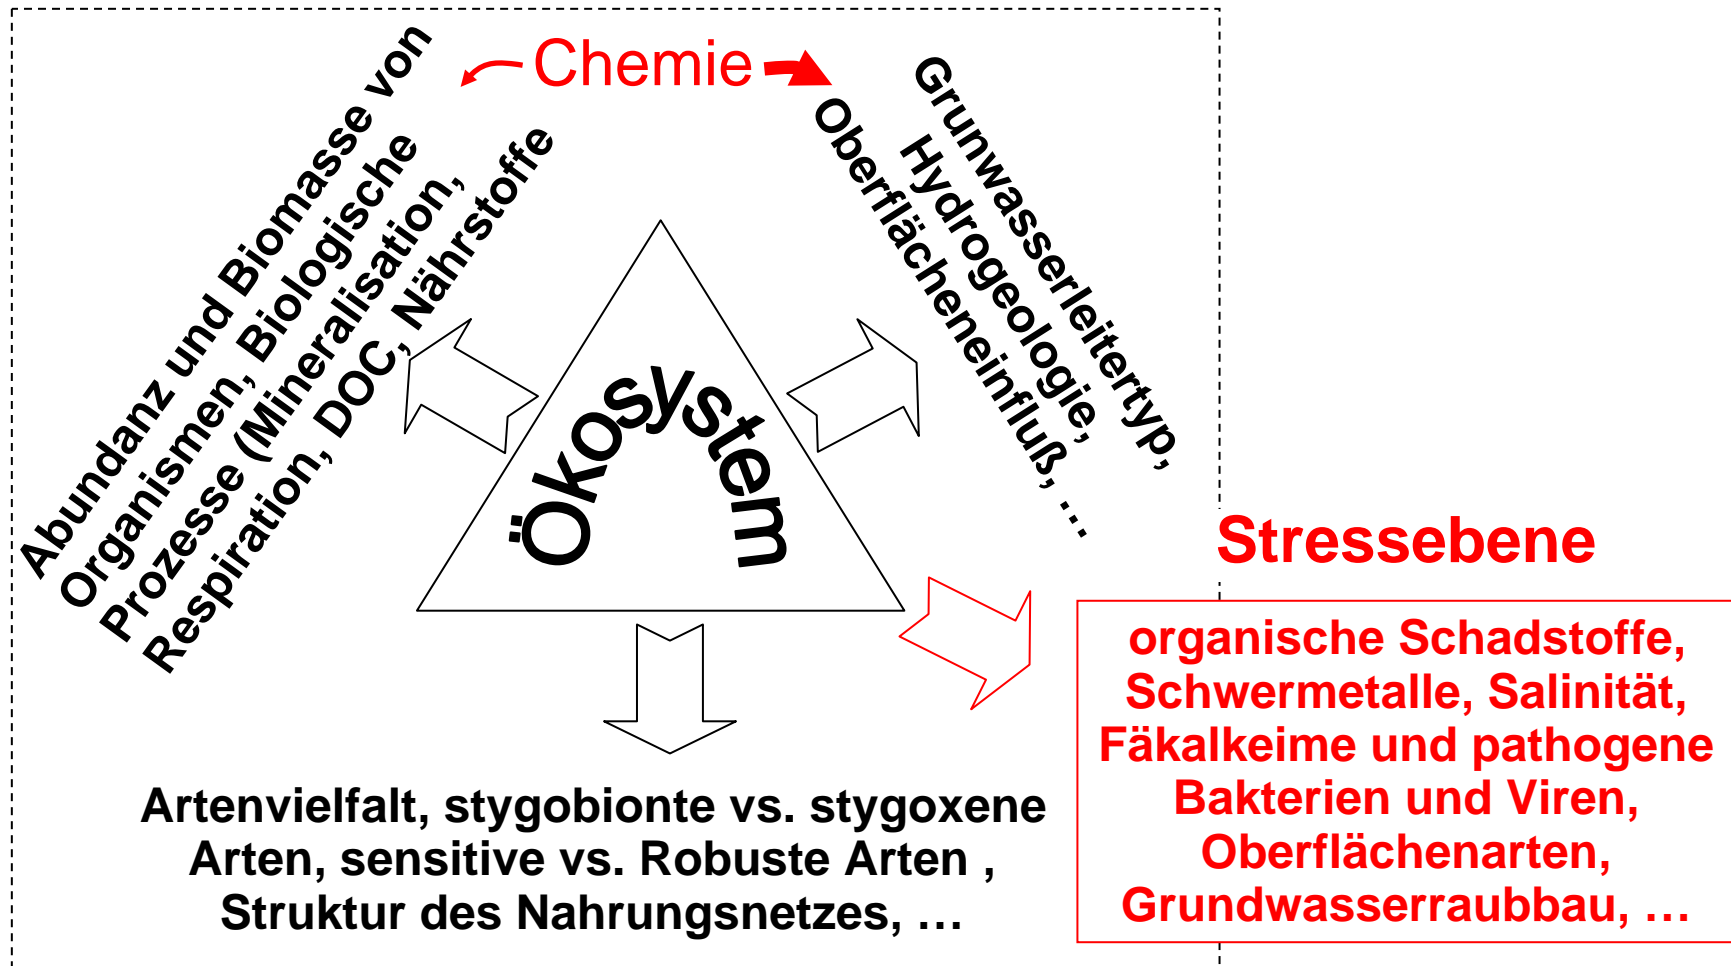 Chemie
Abundanz und Biomasse von
Organismen, Biologische
Prozesse (Mineralisation,
Respiration, DOC, Nährstoffe
Grunwasserleitertyp,
Hydrogeologie,
Oberflächeneinfluß, …
Ökosystem
Stressebene
organische Schadstoffe,
Schwermetalle, Salinität,
Fäkalkeime und pathogene
Bakterien und Viren,
Oberflächenarten,
Grundwasserraubbau, …
Artenvielfalt, stygobionte vs. stygoxene
Arten, sensitive vs. Robuste Arten ,
Struktur des Nahrungsnetzes, …